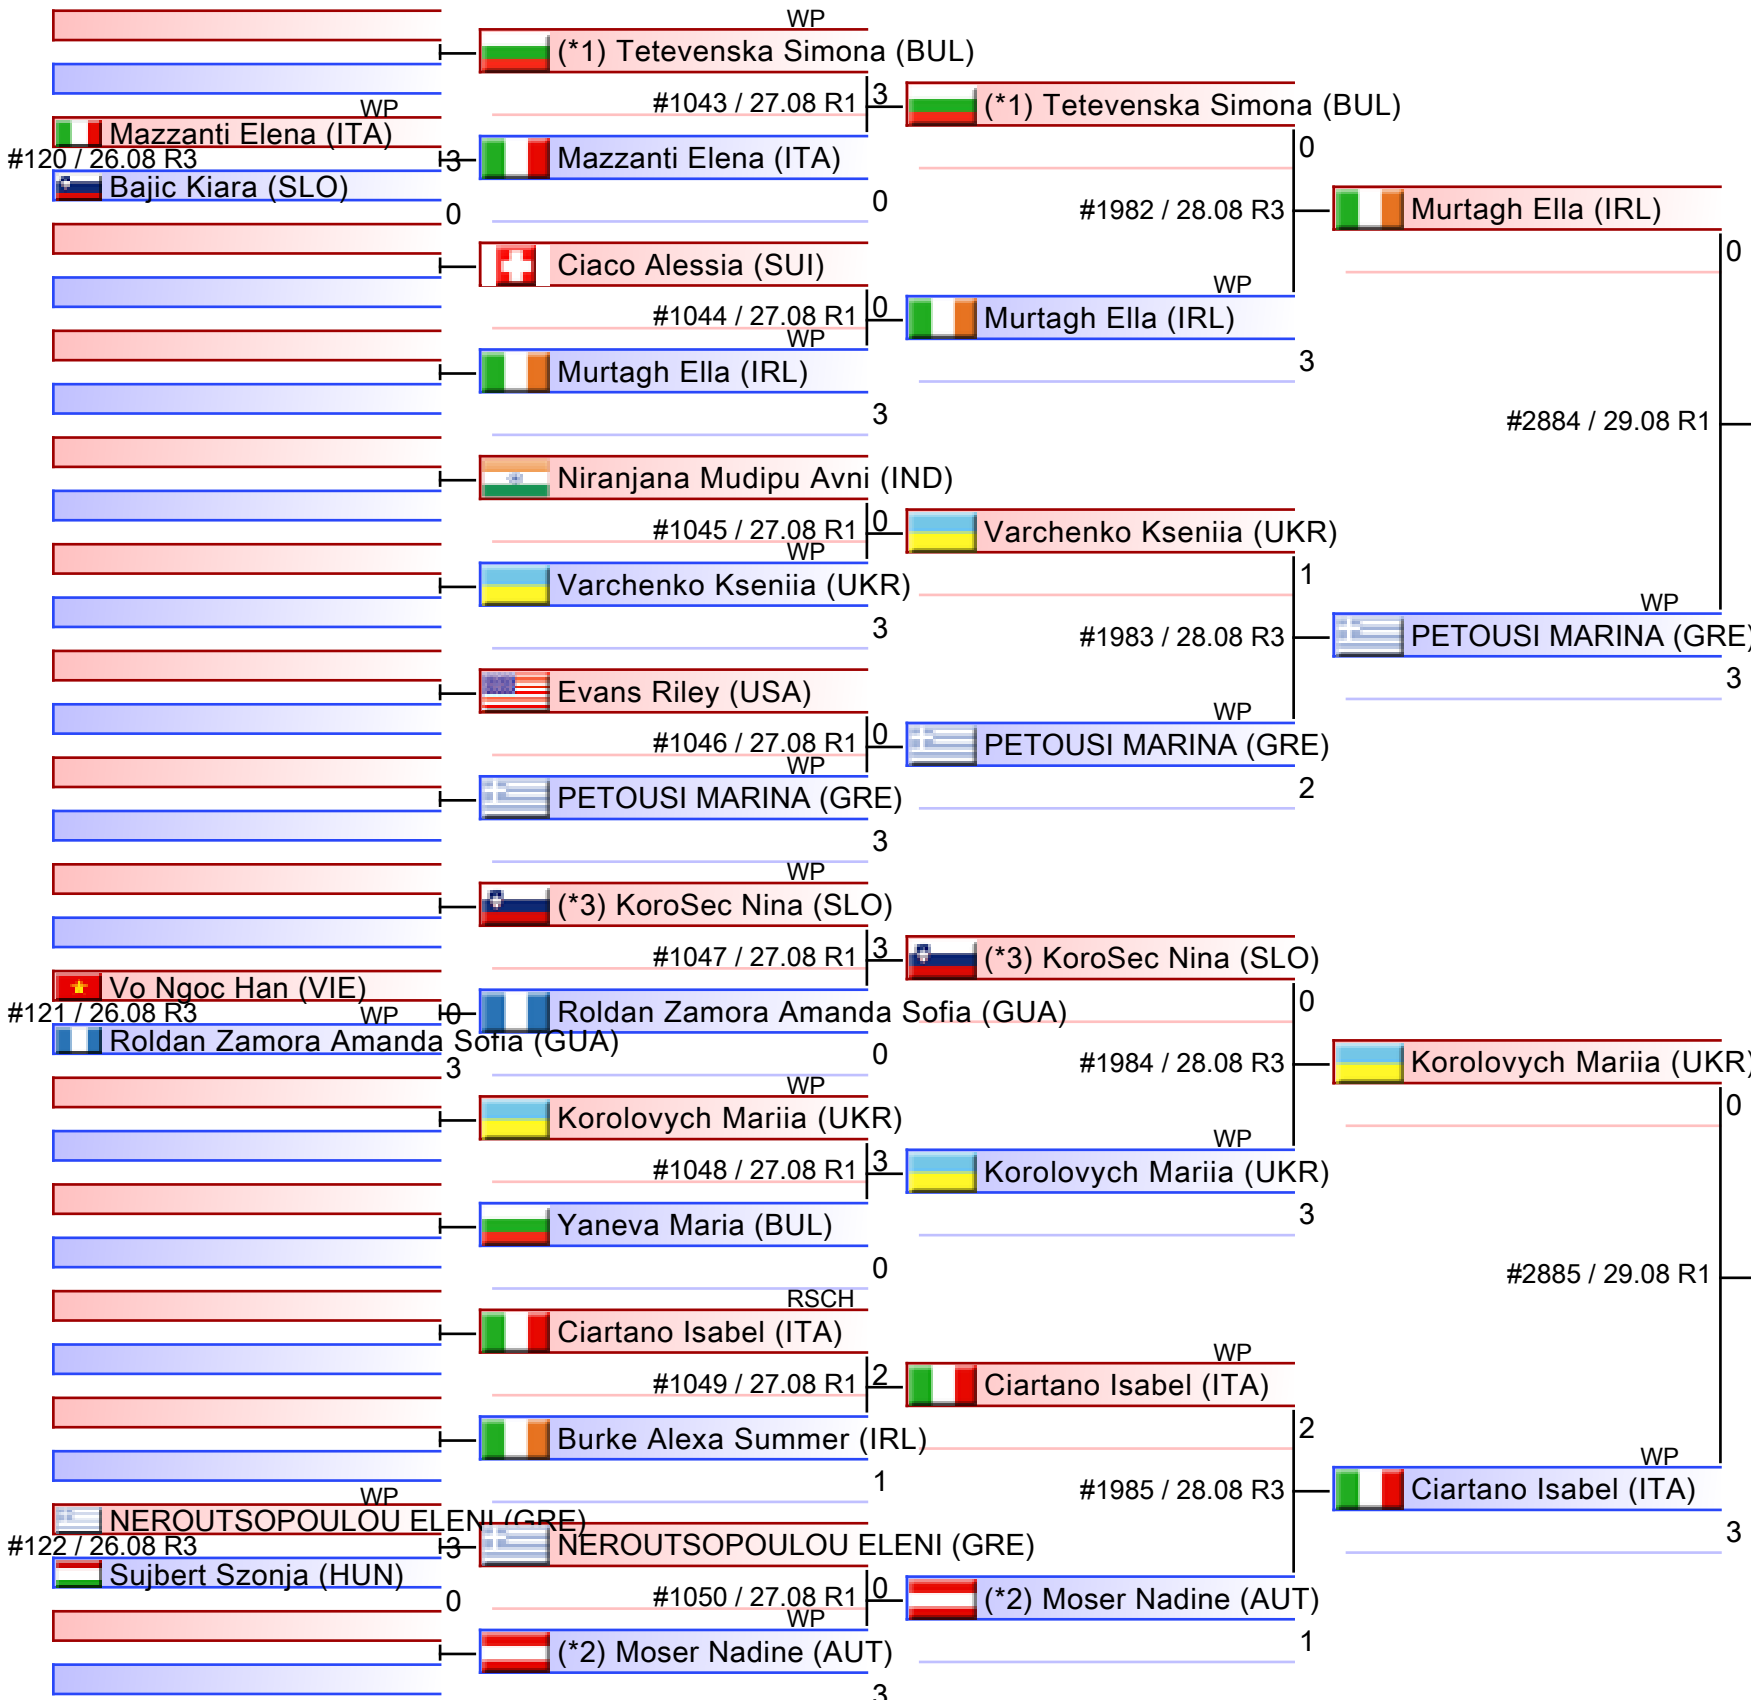 WP
(*1) Tetevenska Simona (BUL)
#1043 / 27.08 R1
3
(*1) Tetevenska Simona (BUL)
WP
Mazzanti Elena (ITA)
#120 / 26.08 R3
3
Mazzanti Elena (ITA)
0
Bajic Kiara (SLO)
0
0
#1982 / 28.08 R3
Murtagh Ella (IRL)
0
Ciaco Alessia (SUI)
#1044 / 27.08 R1
0
WP
Murtagh Ella (IRL)
WP
Murtagh Ella (IRL)
3
3
#2884 / 29.08 R1
Niranjana Mudipu Avni (IND)
#1045 / 27.08 R1
0
Varchenko Kseniia (UKR)
WP
Varchenko Kseniia (UKR)
1
3
#1983 / 28.08 R3
WP
PETOUSI MARINA (GRE)
3
Evans Riley (USA)
#1046 / 27.08 R1
0
WP
PETOUSI MARINA (GRE)
WP
PETOUSI MARINA (GRE)
2
3
WP
(*3) KoroSec Nina (SLO)
#1047 / 27.08 R1
3
(*3) KoroSec Nina (SLO)
Vo Ngoc Han (VIE)
#121 / 26.08 R3
WP
0
Roldan Zamora Amanda Sofia (GUA)
0
Roldan Zamora Amanda Sofia (GUA)
3
0
#1984 / 28.08 R3
Korolovych Mariia (UKR)
0
WP
Korolovych Mariia (UKR)
#1048 / 27.08 R1
3
WP
Korolovych Mariia (UKR)
3
Yaneva Maria (BUL)
0
#2885 / 29.08 R1
RSCH
Ciartano Isabel (ITA)
#1049 / 27.08 R1
2
WP
Ciartano Isabel (ITA)
2
Burke Alexa Summer (IRL)
1
#1985 / 28.08 R3
WP
Ciartano Isabel (ITA)
3
WP
NEROUTSOPOULOU ELENI (GRE)
#122 / 26.08 R3
3
NEROUTSOPOULOU ELENI (GRE)
Sujbert Szonja (HUN)
0
#1050 / 27.08 R1
0
(*2) Moser Nadine (AUT)
1
WP
(*2) Moser Nadine (AUT)
3